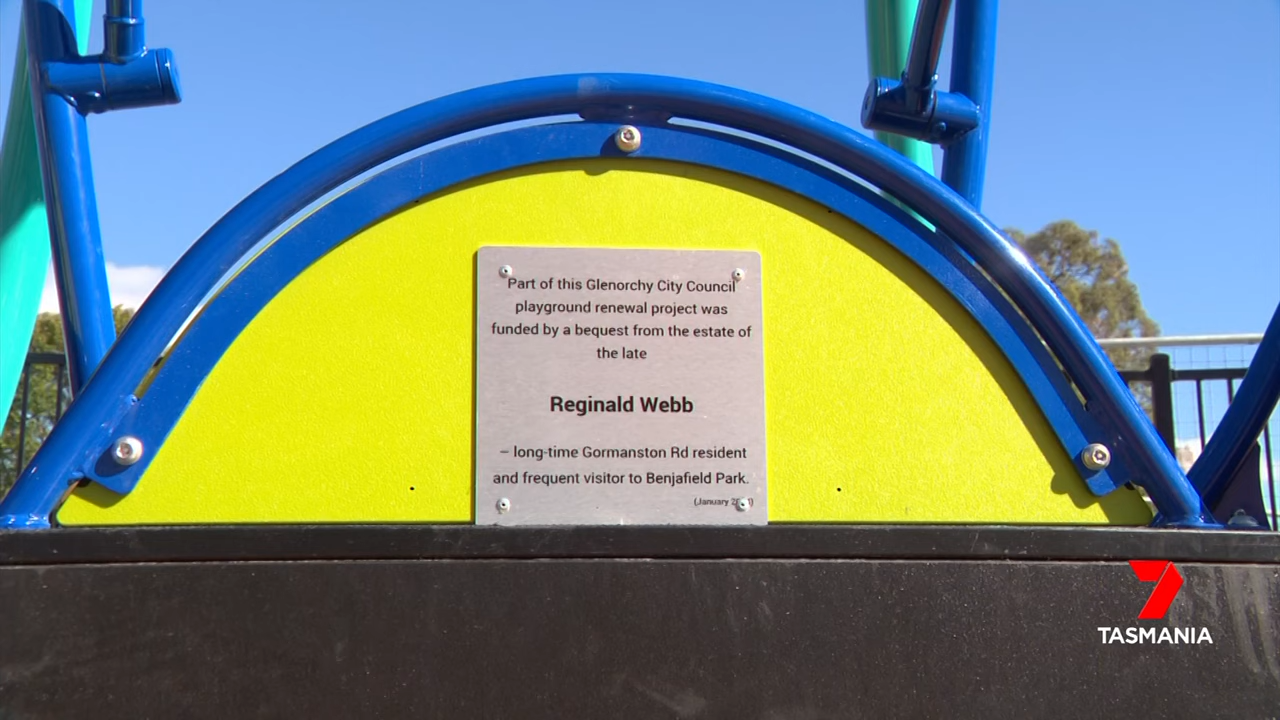 Part of this Glenorchy City Council
playground renewal project was
funded by a bequest from the estate of
the late
Reginald Webb
– long-time Gormanston Rd resident
and frequent visitor to Benjafield Park.
(January
7
TASMANIA